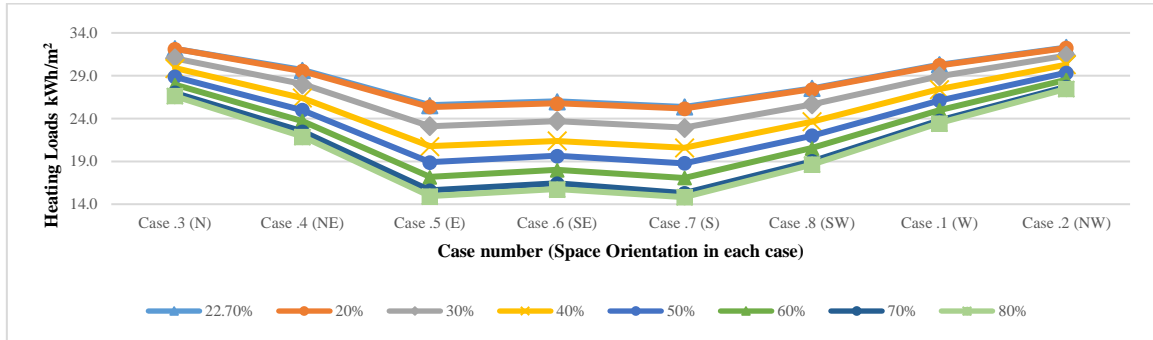 34.0
29.0
24.0
19.0
14.0
Heating Loads kWh/m²
Case .3 (N) Case .4 (NE) Case .5 (E) Case .6 (SE) Case .7 (S) Case .8 (SW) Case .1 (W) Case .2 (NW)
Case number (Space Orientation in each case)
22.70% 20% 30% 40% 50% 60% 70% 80%